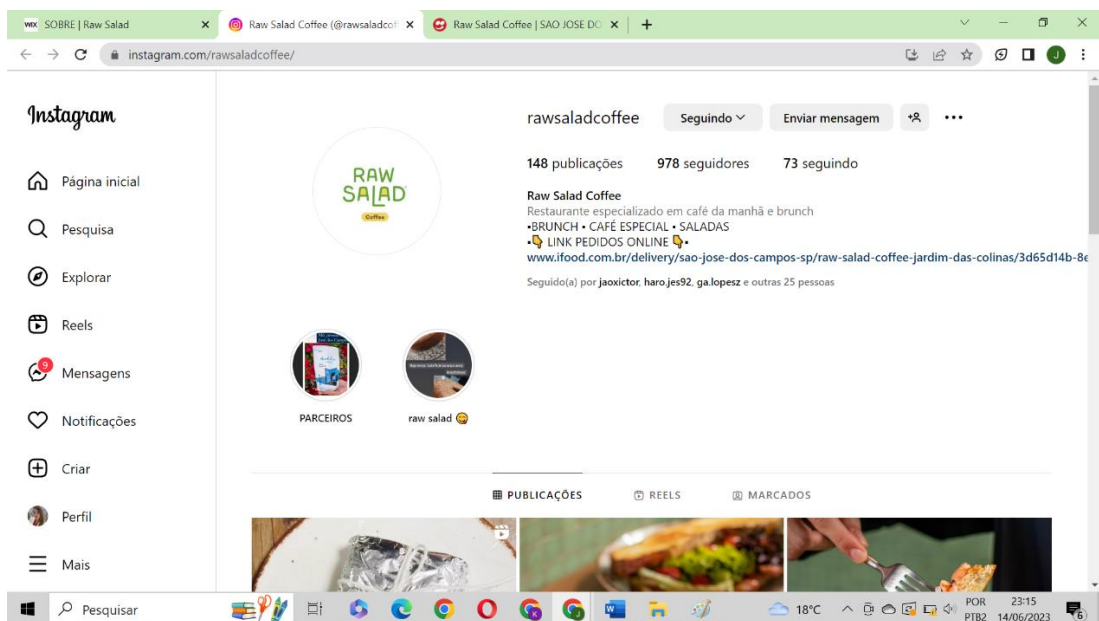 WIX SOBRE | Raw Salad
Raw Salad Coffee (@rawsaladcoff
Raw Salad Coffee | SAO JOSE DO
instagram.com/rawsaladcoffee/
J
Instagram
Página inicial
Pesquisa
Explorar
Reels
9
Mensagens
Notificações
Criar
Perfil
Mais
RAW
SALAD
Coffee
rawsaladcoffee Seguindo Enviar mensagem
148 publicações 978 seguidores 73 seguindo
Raw Salad Coffee
Restaurante especializado em café da manhã e brunch
▪BRUNCH • CAFÉ ESPECIAL • SALADAS
▪👇 LINK PEDIDOS ONLINE 👇▪
www.ifood.com.br/delivery/sao-jose-dos-campos-sp/raw-salad-coffee-jardim-das-colinas/3d65d14b-8e
Seguido(a) por jaoxictor, haro.jes92, ga.lopesz e outras 25 pessoas
PARCEIROS
raw salad 😋
PUBLICAÇÕES REELS MARCADOS
Pesquisar
18°C
POR
PTB2
23:15
14/06/2023
6